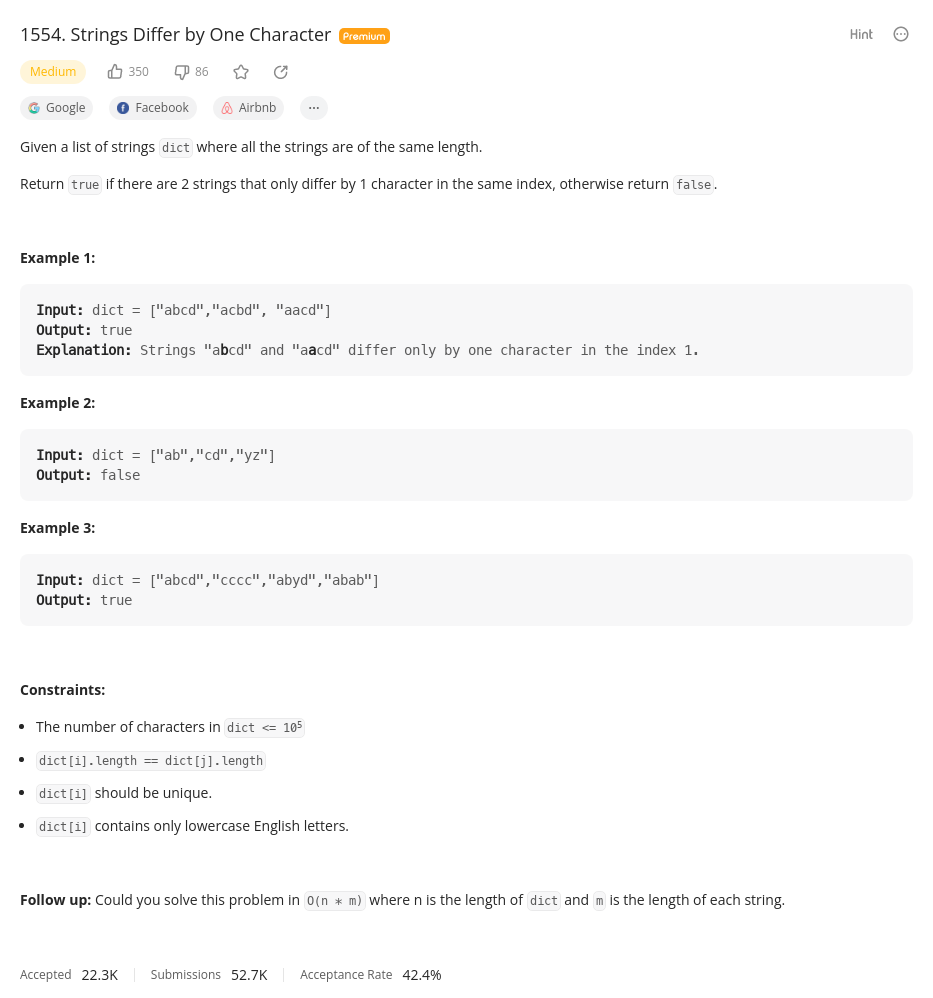 1554. Strings Differ by One Character Premium Hint
Medium 350 86
Google Facebook Airbnb ...
Given a list of strings dict where all the strings are of the same length.
Return true if there are 2 strings that only differ by 1 character in the same index, otherwise return false.
Example 1:
Input: dict = ["abcd","acbd", "aacd"]
Output: true
Explanation: Strings "abcd" and "aacd" differ only by one character in the index 1.
Example 2:
Input: dict = ["ab","cd","yz"]
Output: false
Example 3:
Input: dict = ["abcd","cccc","abyd","abab"]
Output: true
Constraints:
• The number of characters in dict <= 10⁵
• dict[i].length == dict[j].length
• dict[i] should be unique.
• dict[i] contains only lowercase English letters.
Follow up: Could you solve this problem in O(n * m) where n is the length of dict and m is the length of each string.
Accepted 22.3K Submissions 52.7K Acceptance Rate 42.4%